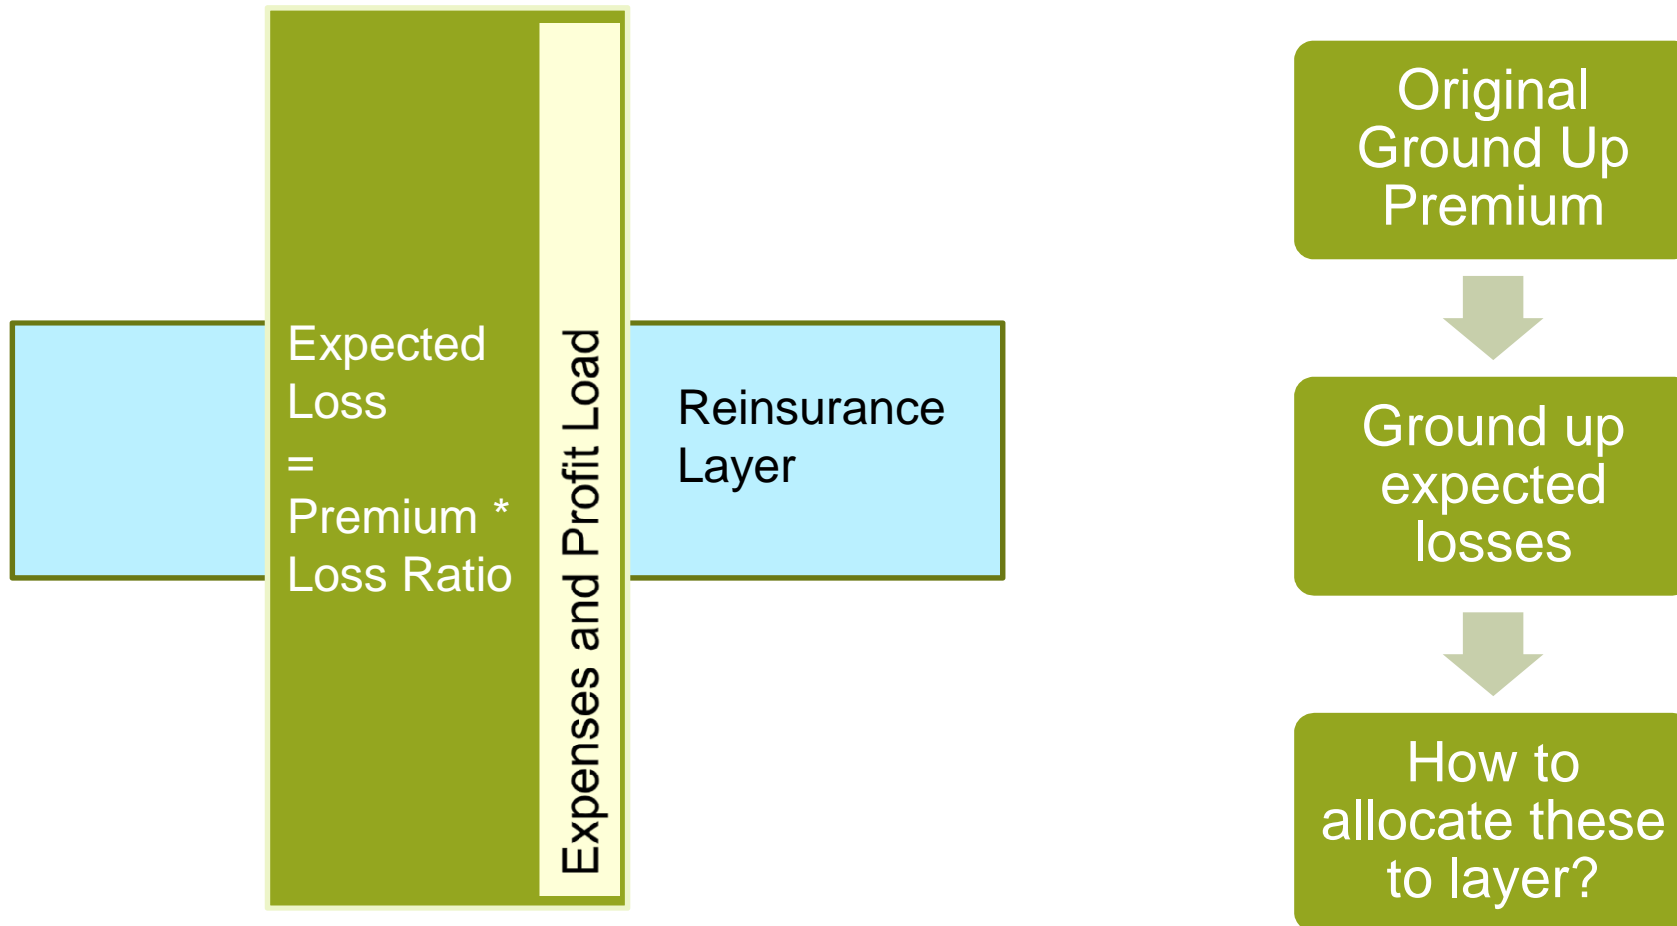 Expected
Loss
=
Premium *
Loss Ratio
Expenses and Profit Load
Reinsurance
Layer
Original
Ground Up
Premium
Ground up
expected
losses
How to
allocate these
to layer?